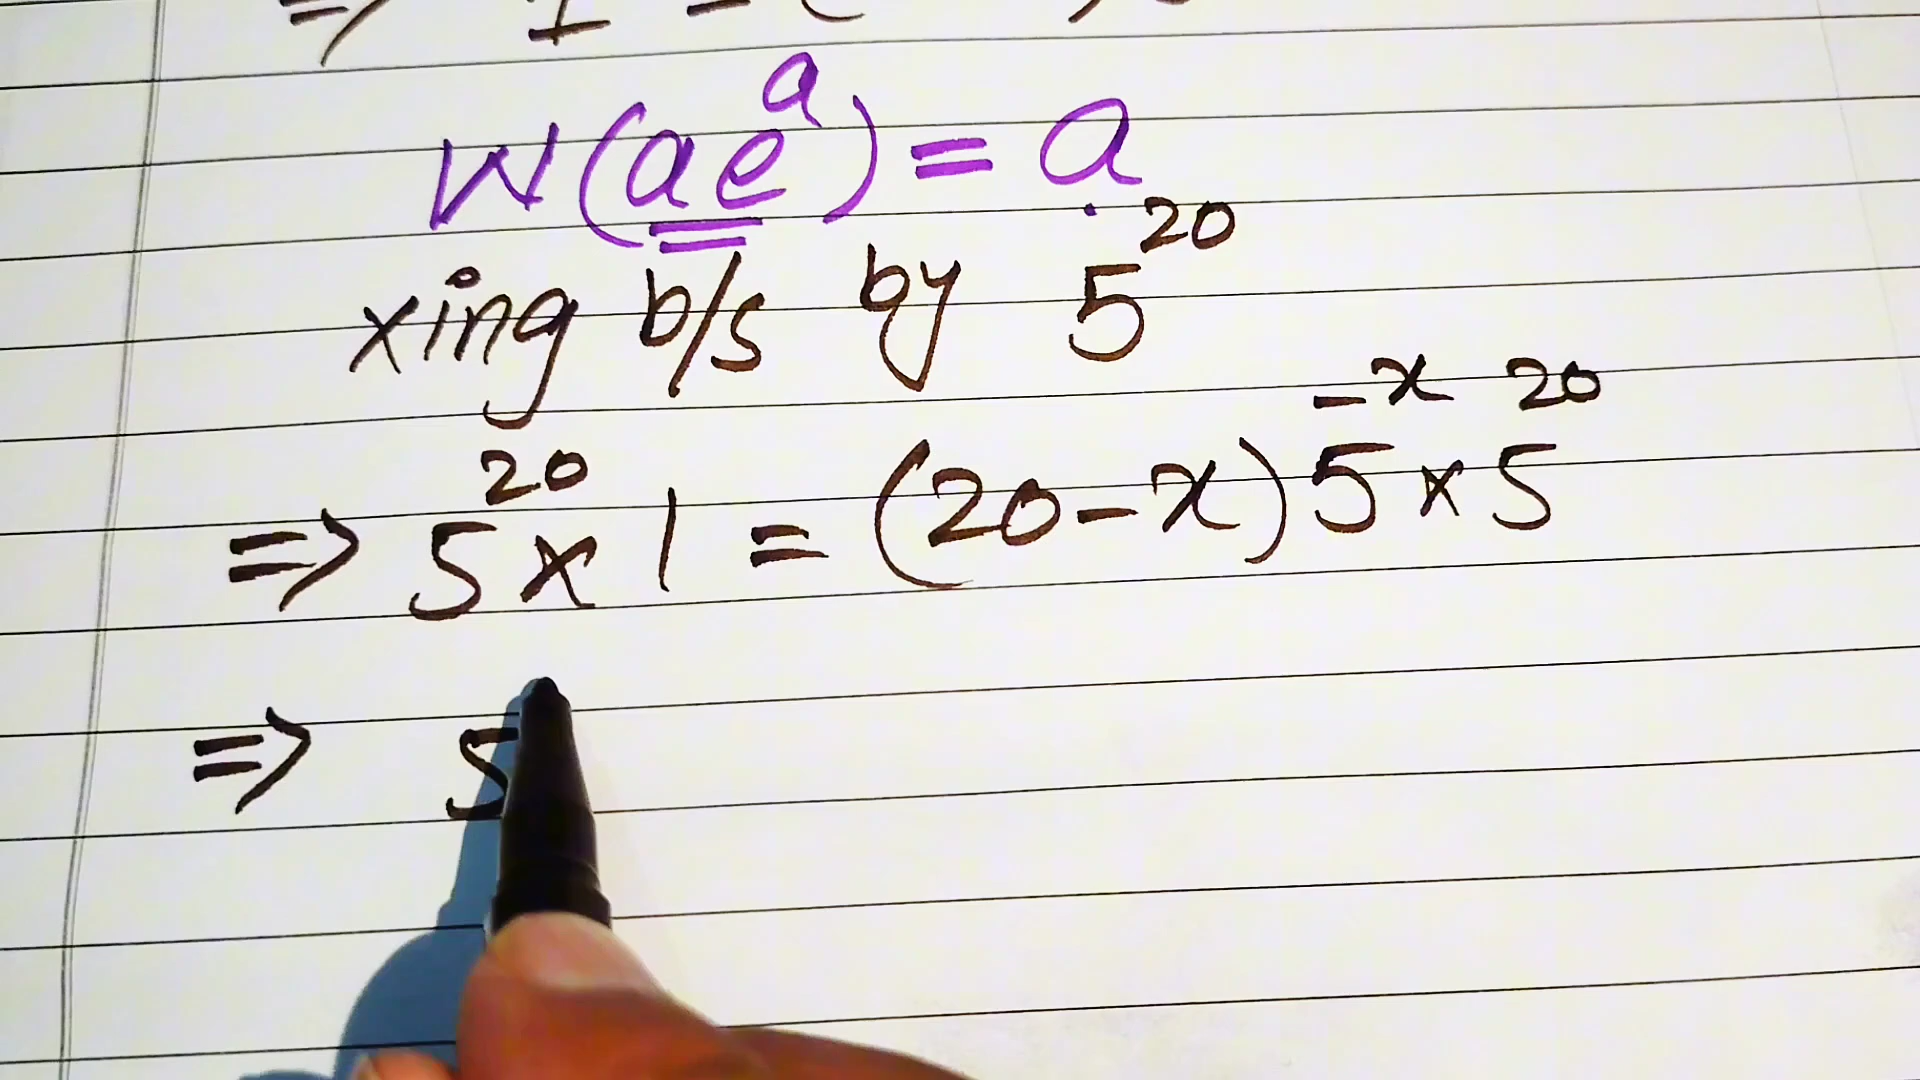 W(ae^a) = a
xing b/s by 5^20
=> 5^20 × 1 = (20-x) 5^-x × 5^20
=> 5